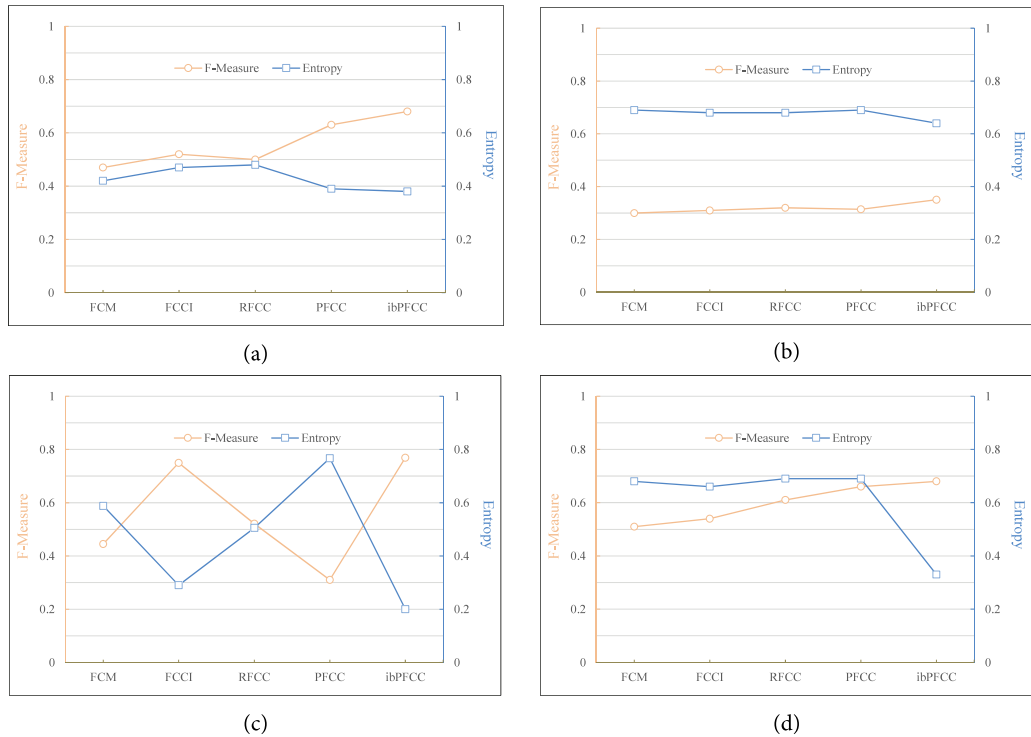 1
1
F-Measure
Entropy
0.8
0.8
0.6
0.6
F-Measure
Entropy
0.4
0.4
0.2
0.2
0
0
FCM
FCCI
RFCC
PFCC
ibPFCC
(a)
1
1
F-Measure
Entropy
0.8
0.8
0.6
0.6
F-Measure
Entropy
0.4
0.4
0.2
0.2
0
0
FCM
FCCI
RFCC
PFCC
ibPFCC
(b)
1
1
F-Measure
Entropy
0.8
0.8
0.6
0.6
F-Measure
Entropy
0.4
0.4
0.2
0.2
0
0
FCM
FCCI
RFCC
PFCC
ibPFCC
(c)
1
1
F-Measure
Entropy
0.8
0.8
0.6
0.6
F-Measure
Entropy
0.4
0.4
0.2
0.2
0
0
FCM
FCCI
RFCC
PFCC
ibPFCC
(d)